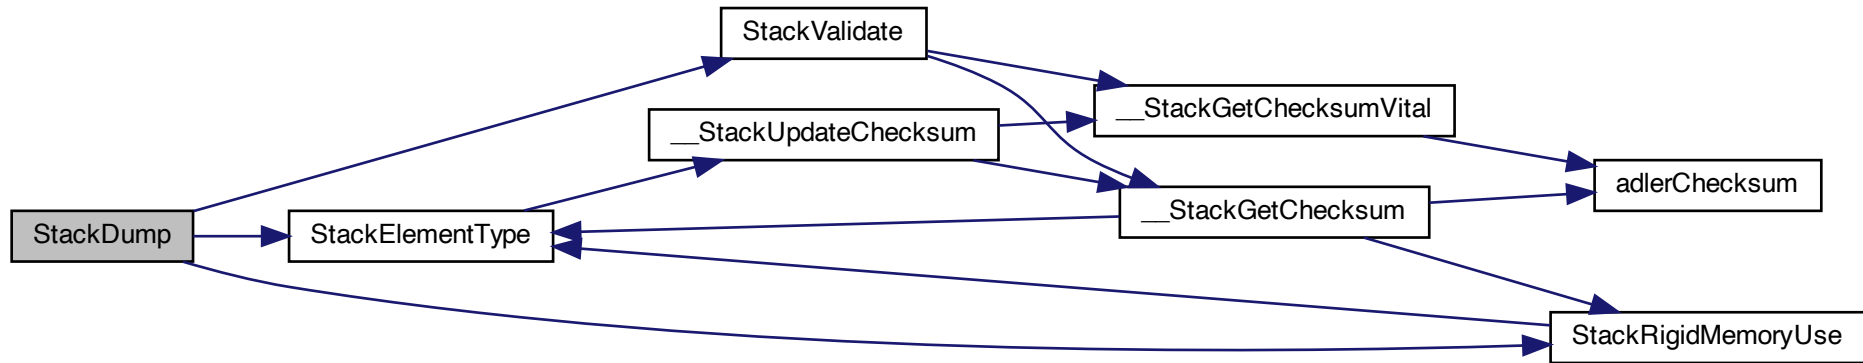 StackValidate
__StackGetChecksumVital
__StackUpdateChecksum
adlerChecksum
__StackGetChecksum
StackDump
StackElementType
StackRigidMemoryUse